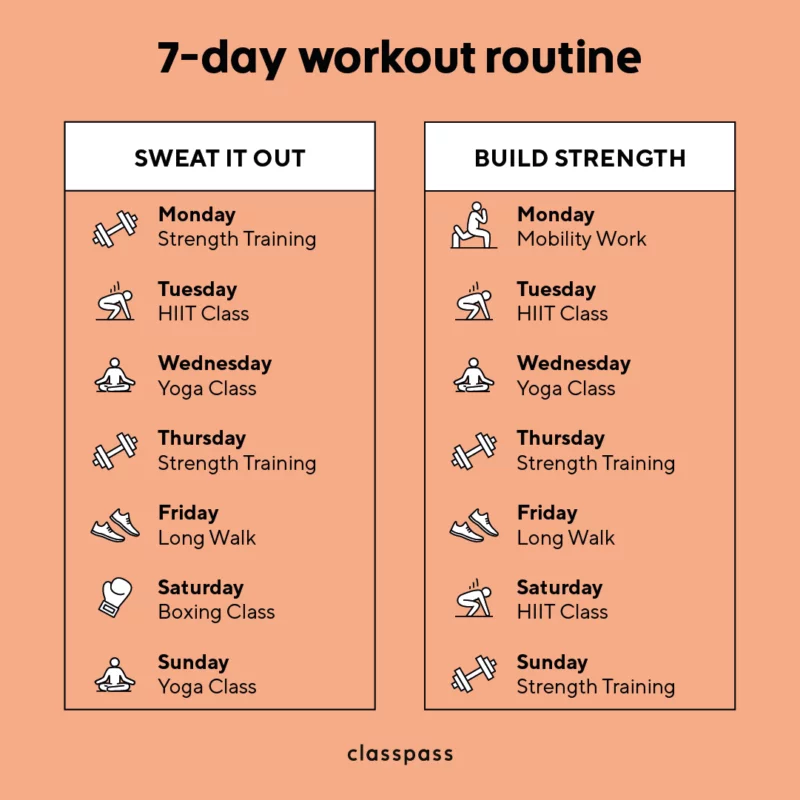 7-day workout routine
SWEAT IT OUT
Monday
Strength Training
Tuesday
HIIT Class
Wednesday
Yoga Class
Thursday
Strength Training
Friday
Long Walk
Saturday
Boxing Class
Sunday
Yoga Class
BUILD STRENGTH
Monday
Mobility Work
Tuesday
HIIT Class
Wednesday
Yoga Class
Thursday
Strength Training
Friday
Long Walk
Saturday
HIIT Class
Sunday
Strength Training
classpass